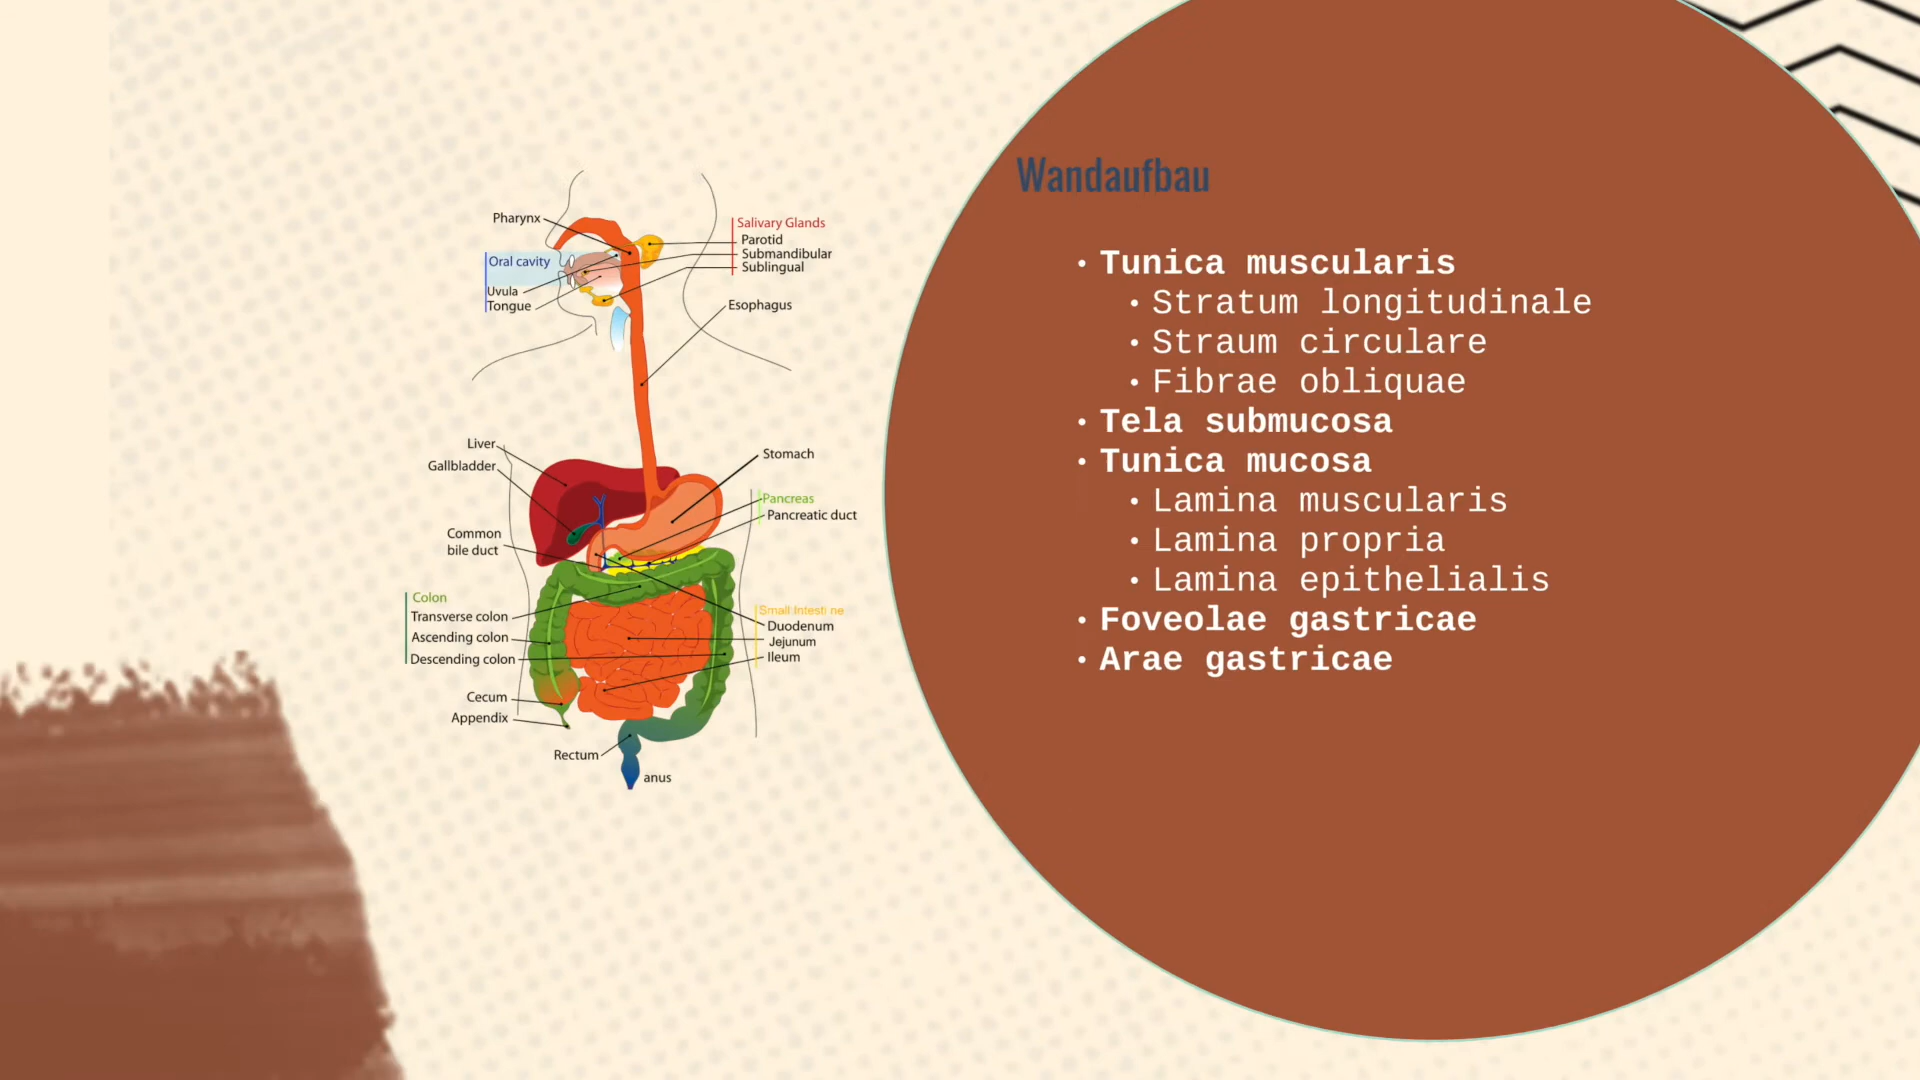 Pharynx
Oral cavity
Uvula
Tongue
Salivary Glands
Parotid
Submandibular
Sublingual
Esophagus
Liver
Gallbladder
Stomach
Pancreas
Pancreatic duct
Common
bile duct
Colon
Transverse colon
Ascending colon
Descending colon
Small Intesti ne
Duodenum
Jejunum
Ileum
Cecum
Appendix
Rectum
anus
Wandaufbau
• Tunica muscularis
• Stratum longitudinale
• Straum circulare
• Fibrae obliquae
• Tela submucosa
• Tunica mucosa
• Lamina muscularis
• Lamina propria
• Lamina epithelialis
• Foveolae gastricae
• Arae gastricae